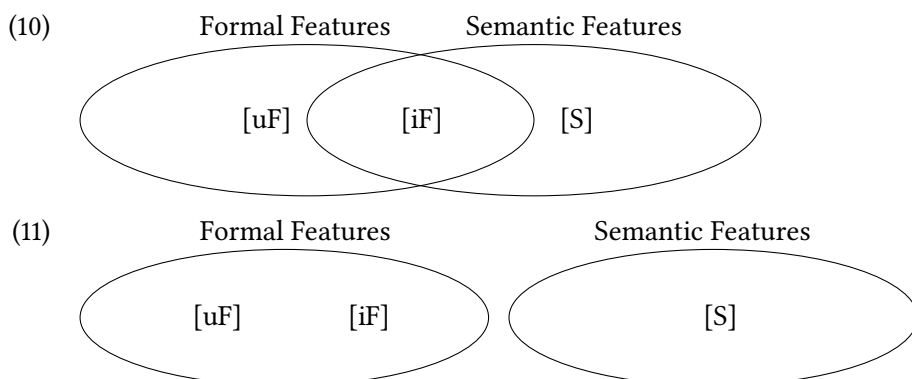 (10) Formal Features Semantic Features
[uF] [iF] [S]
(11) Formal Features Semantic Features
[uF] [iF] [S]